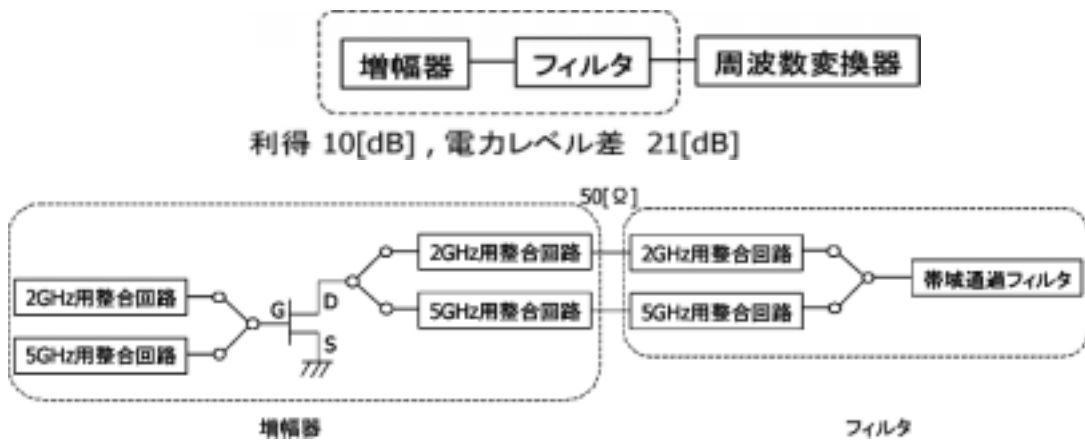 増幅器 フィルタ 周波数変換器
利得 10[dB] , 電力レベル差 21[dB]
50[Ω]
2GHz用整合回路 2GHz用整合回路
帯域通過フィルタ
2GHz用整合回路 G D
5GHz用整合回路 5GHz用整合回路
5GHz用整合回路 S
増幅器 フィルタ